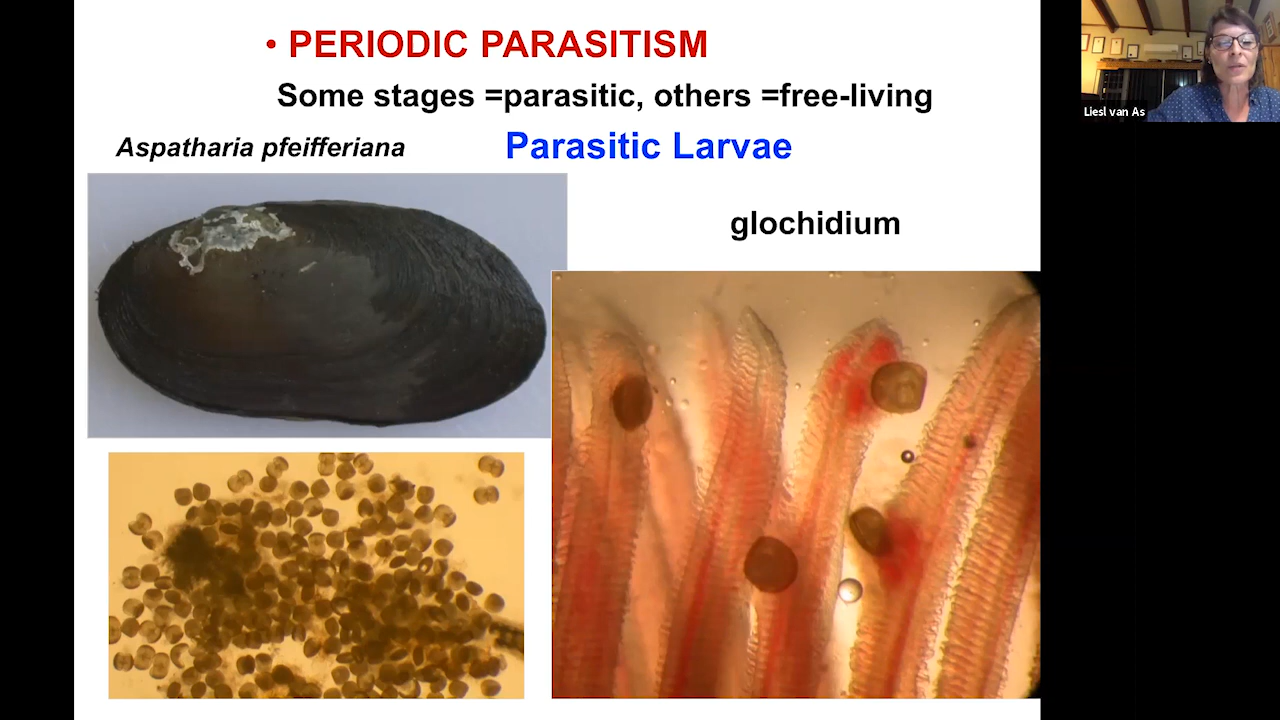 • PERIODIC PARASITISM
Some stages =parasitic, others =free-living
Aspatharia pfeifferiana
Parasitic Larvae
glochidium
Liesl van As